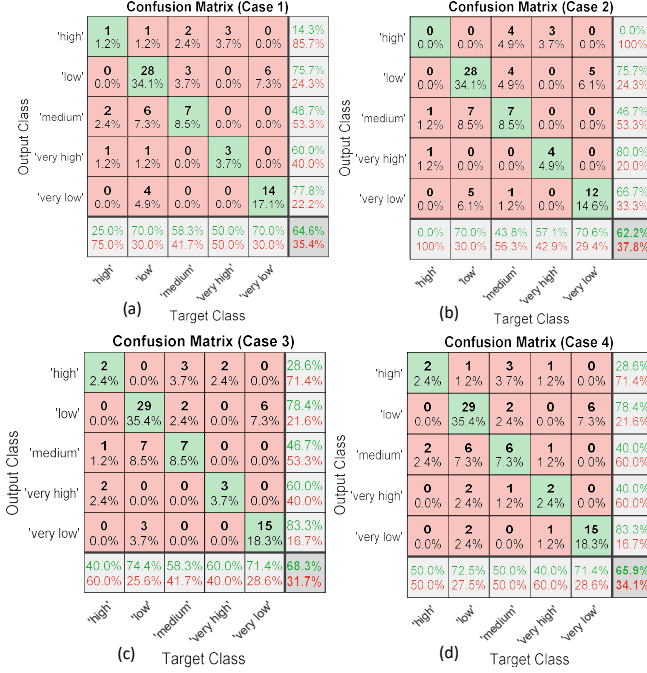 Confusion Matrix (Case 1)
'high' 1 1 2 3 0 14.3%
1.2% 1.2% 2.4% 3.7% 0.0% 85.7%
'low' 0 28 3 0 6 75.7%
0.0% 34.1% 3.7% 0.0% 7.3% 24.3%
'medium' 2 6 7 0 0 46.7%
2.4% 7.3% 8.5% 0.0% 0.0% 53.3%
'very high' 1 1 0 3 0 60.0%
1.2% 1.2% 0.0% 3.7% 0.0% 40.0%
'very low' 0 4 0 0 14 77.8%
0.0% 4.9% 0.0% 0.0% 17.1% 22.2%
25.0% 70.0% 58.3% 50.0% 70.0% 64.6%
75.0% 30.0% 41.7% 50.0% 30.0% 35.4%
'high' 'low' 'medium' 'very high' 'very low'
Output Class
(a)
Target Class
Confusion Matrix (Case 2)
'high' 0 0 4 3 0 0.0%
0.0% 0.0% 4.9% 3.7% 0.0% 100%
'low' 0 28 4 0 5 75.7%
0.0% 34.1% 4.9% 0.0% 6.1% 24.3%
'medium' 1 7 7 0 0 46.7%
1.2% 8.5% 8.5% 0.0% 0.0% 53.3%
'very high' 1 0 0 4 0 80.0%
1.2% 0.0% 0.0% 4.9% 0.0% 20.0%
'very low' 0 5 1 0 12 66.7%
0.0% 6.1% 1.2% 0.0% 14.6% 33.3%
0.0% 70.0% 43.8% 57.1% 70.6% 62.2%
100% 30.0% 56.3% 42.9% 29.4% 37.8%
'high' 'low' 'medium' 'very high' 'very low'
Output Class
(b)
Target Class
Confusion Matrix (Case 3)
'high' 2 0 3 2 0 28.6%
2.4% 0.0% 3.7% 2.4% 0.0% 71.4%
'low' 0 29 2 0 6 78.4%
0.0% 35.4% 2.4% 0.0% 7.3% 21.6%
'medium' 1 7 7 0 0 46.7%
1.2% 8.5% 8.5% 0.0% 0.0% 53.3%
'very high' 2 0 0 3 0 60.0%
2.4% 0.0% 0.0% 3.7% 0.0% 40.0%
'very low' 0 3 0 0 15 83.3%
0.0% 3.7% 0.0% 0.0% 18.3% 16.7%
40.0% 74.4% 58.3% 60.0% 71.4% 68.3%
60.0% 25.6% 41.7% 40.0% 28.6% 31.7%
'high' 'low' 'medium' 'very high' 'very low'
Output Class
(c)
Target Class
Confusion Matrix (Case 4)
'high' 2 1 3 1 0 28.6%
2.4% 1.2% 3.7% 1.2% 0.0% 71.4%
'low' 0 29 2 0 6 78.4%
0.0% 35.4% 2.4% 0.0% 7.3% 21.6%
'medium' 2 6 6 1 0 40.0%
2.4% 7.3% 7.3% 1.2% 0.0% 60.0%
'very high' 0 2 1 2 0 40.0%
0.0% 2.4% 1.2% 2.4% 0.0% 60.0%
'very low' 0 2 0 1 15 83.3%
0.0% 2.4% 0.0% 1.2% 18.3% 16.7%
50.0% 72.5% 50.0% 40.0% 71.4% 65.9%
50.0% 27.5% 50.0% 60.0% 28.6% 34.1%
'high' 'low' 'medium' 'very high' 'very low'
Output Class
(d)
Target Class